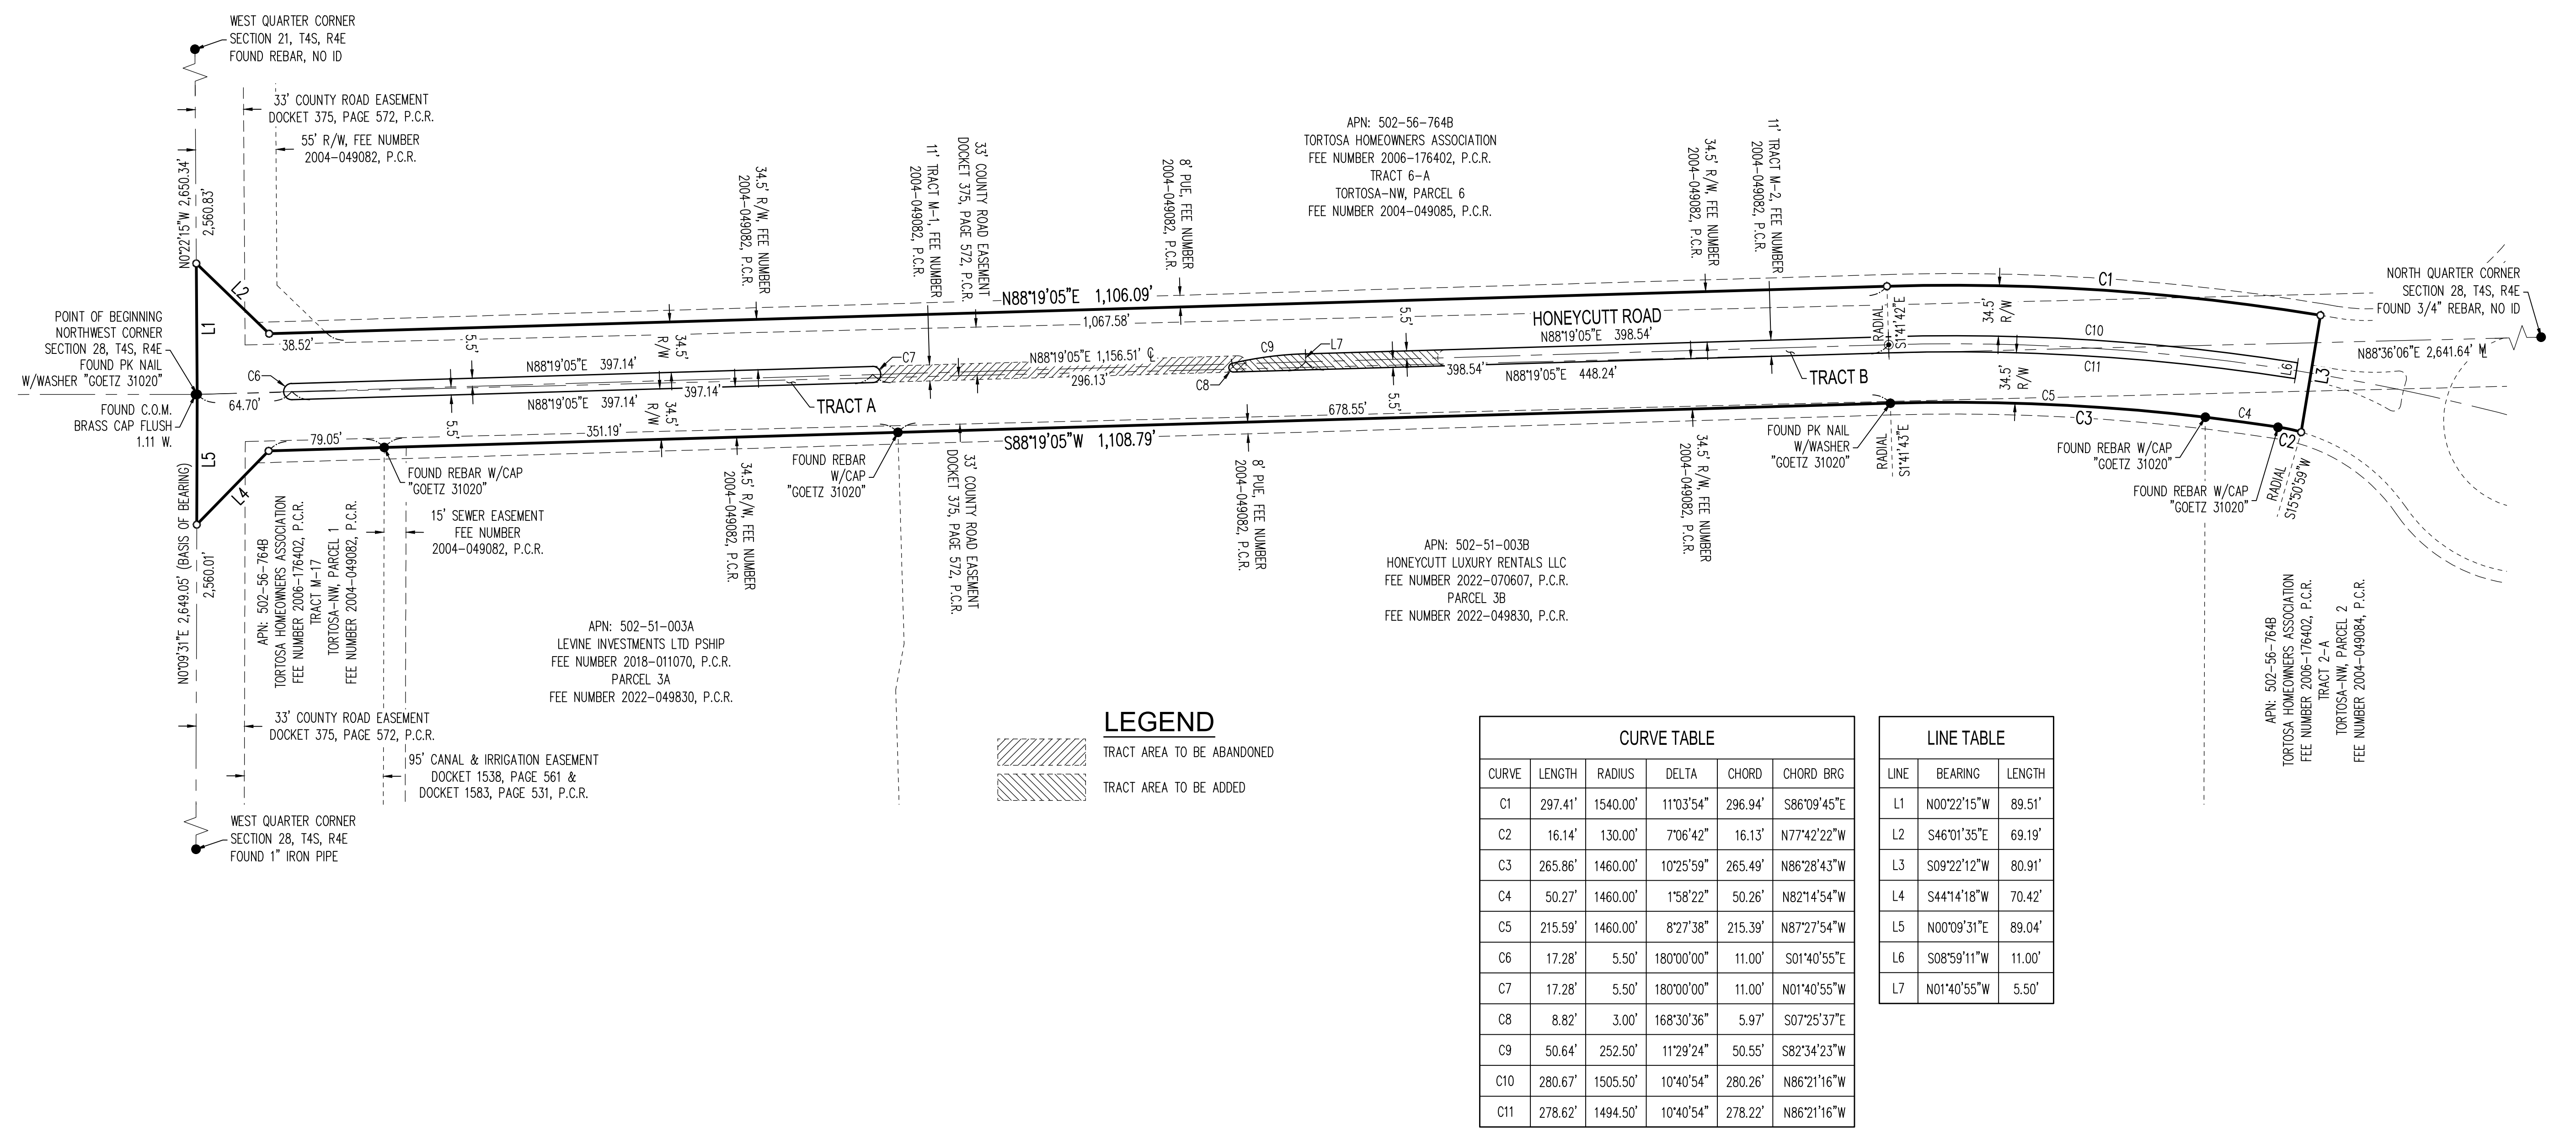 WEST QUARTER CORNER
SECTION 21, T4S, R4E
FOUND REBAR, NO ID
33' COUNTY ROAD EASEMENT
DOCKET 375, PAGE 572, P.C.R.
55' R/W, FEE NUMBER
2004-049082, P.C.R.
N0°22'15"W 2,650.34'
2,560.83'
L1
L2
POINT OF BEGINNING
NORTHWEST CORNER
SECTION 28, T4S, R4E
FOUND PK NAIL
W/WASHER "GOETZ 31020"
FOUND C.O.M.
BRASS CAP FLUSH
1.11 W.
L5
L4
N0°09'31"E 2,649.05' (BASIS OF BEARING)
2,560.01'
38.52'
C6
64.70'
79.05'
5.5'
5.5'
N88°19'05"E 397.14'
N88°19'05"E 397.14'
397.14'
351.19'
34.5'
R/W
34.5'
R/W
34.5' R/W, FEE NUMBER
2004-049082, P.C.R.
TRACT A
C7
11' TRACT M-1, FEE NUMBER
2004-049082, P.C.R.
33' COUNTY ROAD EASEMENT
DOCKET 375, PAGE 572, P.C.R.
N88°19'05"E 1,106.09'
1,067.58'
N88°19'05"E 1,156.51' ℄
296.13'
8' PUE, FEE NUMBER
2004-049082, P.C.R.
S88°19'05"W 1,108.79'
678.55'
APN: 502-56-764B
TORTOSA HOMEOWNERS ASSOCIATION
FEE NUMBER 2006-176402, P.C.R.
TRACT 6-A
TORTOSA-NW, PARCEL 6
FEE NUMBER 2004-049085, P.C.R.
C9
L7
C8
5.5'
5.5'
HONEYCUTT ROAD
N88°19'05"E 398.54'
398.54'
N88°19'05"E 448.24'
34.5' R/W, FEE NUMBER
2004-049082, P.C.R.
11' TRACT M-2, FEE NUMBER
2004-049082, P.C.R.
TRACT B
RADIAL
S1°41'42"E
34.5'
R/W
34.5'
R/W
C1
C10
C11
C5
C3
C4
C2
L6
L3
NORTH QUARTER CORNER
SECTION 28, T4S, R4E
FOUND 3/4" REBAR, NO ID
N88°36'06"E 2,641.64' ML
FOUND REBAR W/CAP
"GOETZ 31020"
15' SEWER EASEMENT
FEE NUMBER
2004-049082, P.C.R.
34.5' R/W, FEE NUMBER
2004-049082, P.C.R.
FOUND REBAR
W/CAP
"GOETZ 31020"
33' COUNTY ROAD EASEMENT
DOCKET 375, PAGE 572, P.C.R.
8' PUE, FEE NUMBER
2004-049082, P.C.R.
34.5' R/W, FEE NUMBER
2004-049082, P.C.R.
FOUND PK NAIL
W/WASHER
"GOETZ 31020"
RADIAL
S1°41'43"E
FOUND REBAR W/CAP
"GOETZ 31020"
FOUND REBAR W/CAP
"GOETZ 31020"
RADIAL
S15°50'59"W
APN: 502-56-764B
TORTOSA HOMEOWNERS ASSOCIATION
FEE NUMBER 2006-176402, P.C.R.
TRACT M-17
TORTOSA-NW, PARCEL 1
FEE NUMBER 2004-049082, P.C.R.
APN: 502-51-003A
LEVINE INVESTMENTS LTD PSHIP
FEE NUMBER 2018-011070, P.C.R.
PARCEL 3A
FEE NUMBER 2022-049830, P.C.R.
APN: 502-51-003B
HONEYCUTT LUXURY RENTALS LLC
FEE NUMBER 2022-070607, P.C.R.
PARCEL 3B
FEE NUMBER 2022-049830, P.C.R.
APN: 502-56-764B
TORTOSA HOMEOWNERS ASSOCIATION
FEE NUMBER 2006-176402, P.C.R.
TRACT 2-A
TORTOSA-NW, PARCEL 2
FEE NUMBER 2004-049084, P.C.R.
33' COUNTY ROAD EASEMENT
DOCKET 375, PAGE 572, P.C.R.
95' CANAL & IRRIGATION EASEMENT
DOCKET 1538, PAGE 561 &
DOCKET 1583, PAGE 531, P.C.R.
WEST QUARTER CORNER
SECTION 28, T4S, R4E
FOUND 1" IRON PIPE
LEGEND
TRACT AREA TO BE ABANDONED
TRACT AREA TO BE ADDED
CURVE TABLE
CURVE LENGTH RADIUS DELTA CHORD CHORD BRG
C1 297.41' 1540.00' 11°03'54" 296.94' S86°09'45"E
C2 16.14' 130.00' 7°06'42" 16.13' N77°42'22"W
C3 265.86' 1460.00' 10°25'59" 265.49' N86°28'43"W
C4 50.27' 1460.00' 1°58'22" 50.26' N82°14'54"W
C5 215.59' 1460.00' 8°27'38" 215.39' N87°27'54"W
C6 17.28' 5.50' 180°00'00" 11.00' S01°40'55"E
C7 17.28' 5.50' 180°00'00" 11.00' N01°40'55"W
C8 8.82' 3.00' 168°30'36" 5.97' S07°25'37"E
C9 50.64' 252.50' 11°29'24" 50.55' S82°34'23"W
C10 280.67' 1505.50' 10°40'54" 280.26' N86°21'16"W
C11 278.62' 1494.50' 10°40'54" 278.22' N86°21'16"W
LINE TABLE
LINE BEARING LENGTH
L1 N00°22'15"W 89.51'
L2 S46°01'35"E 69.19'
L3 S09°22'12"W 80.91'
L4 S44°14'18"W 70.42'
L5 N00°09'31"E 89.04'
L6 S08°59'11"W 11.00'
L7 N01°40'55"W 5.50'